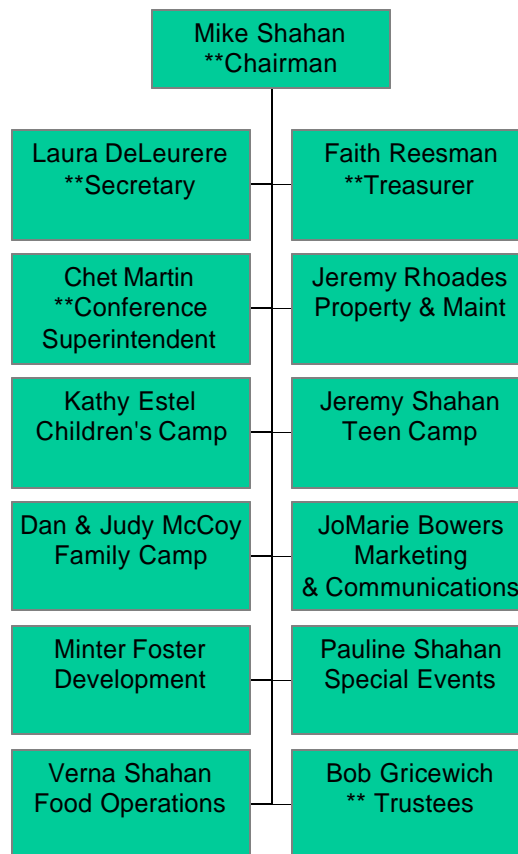 Mike Shahan
**Chairman
Laura DeLeurere
**Secretary
Faith Reesman
**Treasurer
Chet Martin
**Conference
Superintendent
Jeremy Rhoades
Property & Maint
Kathy Estel
Children's Camp
Jeremy Shahan
Teen Camp
Dan & Judy McCoy
Family Camp
JoMarie Bowers
Marketing
& Communications
Minter Foster
Development
Pauline Shahan
Special Events
Verna Shahan
Food Operations
Bob Gricewich
** Trustees